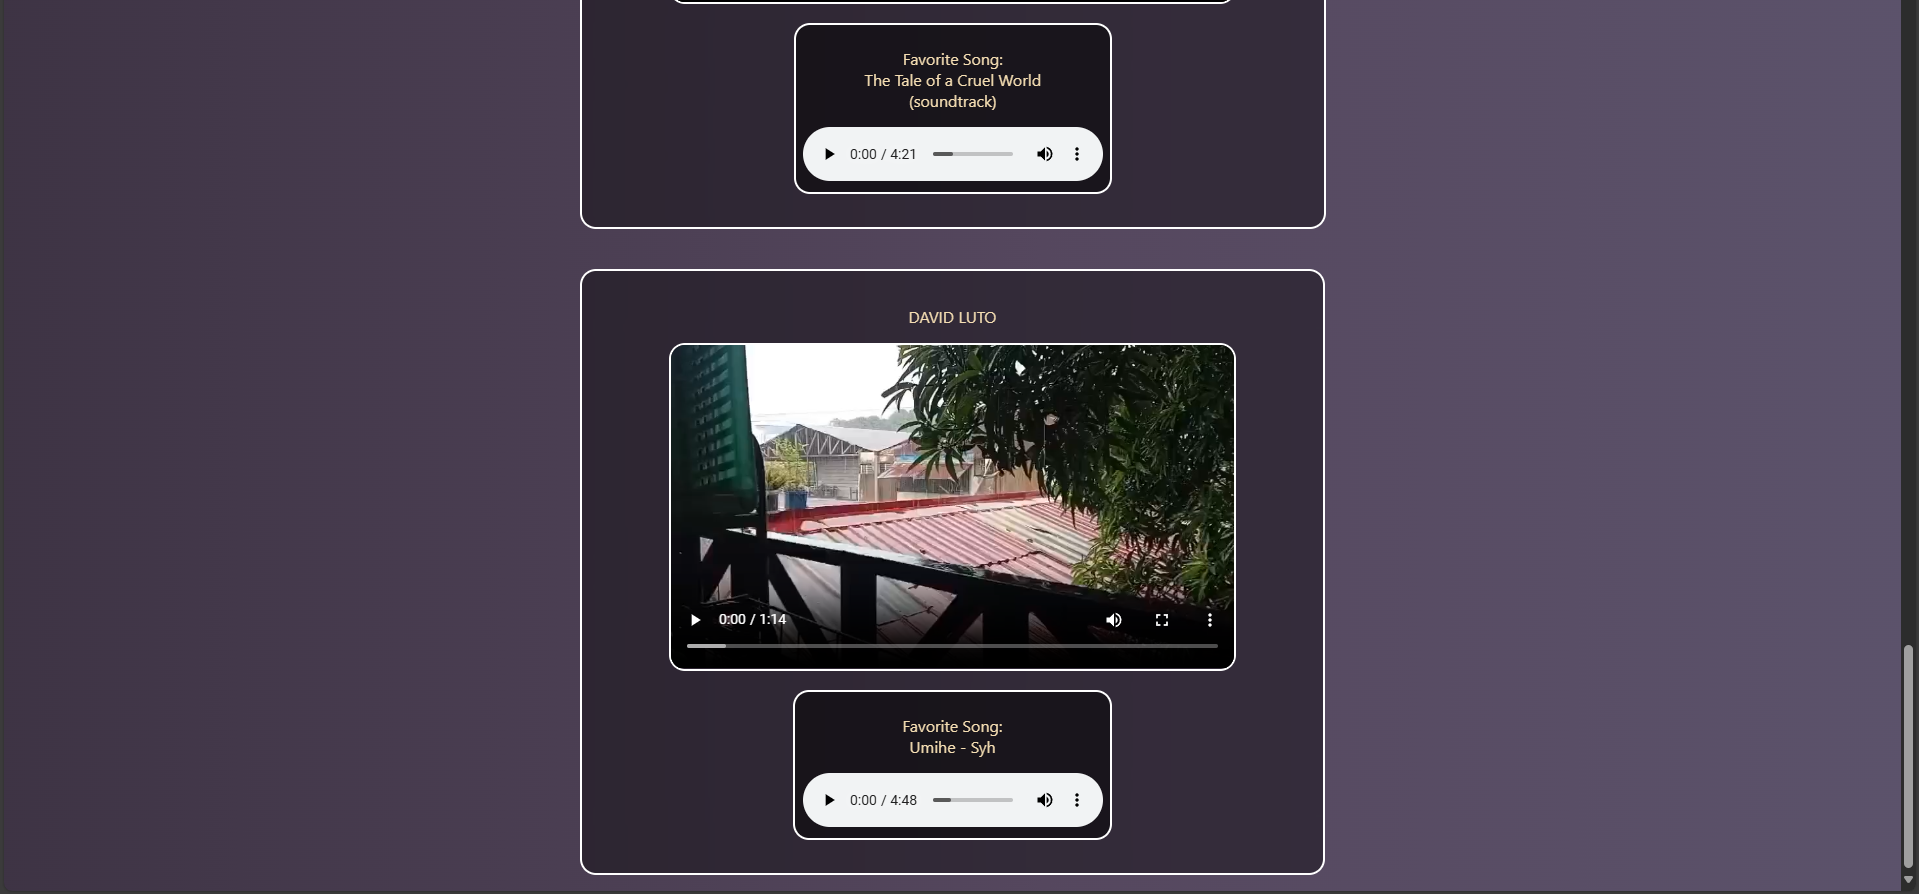 Favorite Song:
The Tale of a Cruel World
(soundtrack)
0:00 / 4:21
DAVID LUTO
0:00 / 1:14
Favorite Song:
Umihe - Syh
0:00 / 4:48